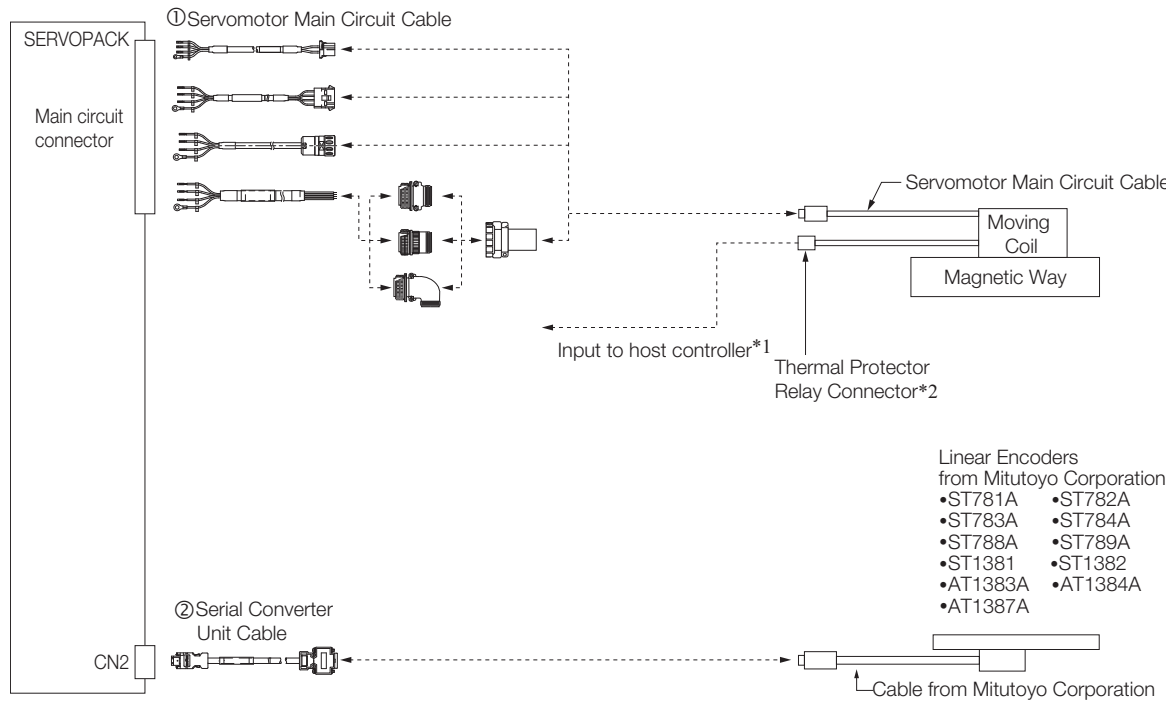 ①Servomotor Main Circuit Cable
SERVOPACK
Main circuit
connector
Servomotor Main Circuit Cable
Moving
Coil
Magnetic Way
Input to host controller*1
Thermal Protector
Relay Connector*2
Linear Encoders
from Mitutoyo Corporation
•ST781A •ST782A
•ST783A •ST784A
•ST788A •ST789A
•ST1381 •ST1382
•AT1383A •AT1384A
•AT1387A
②Serial Converter
Unit Cable
CN2
Cable from Mitutoyo Corporation